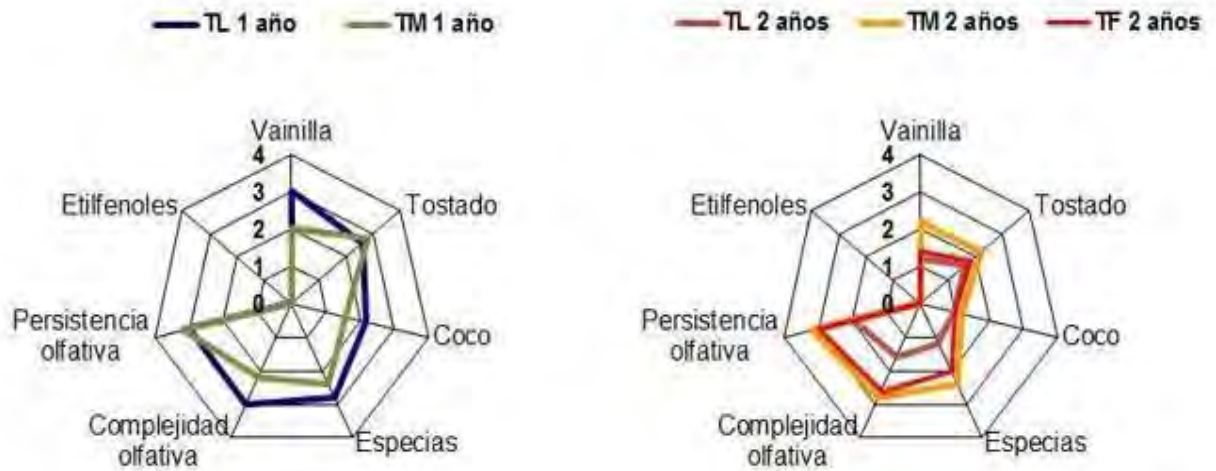 TL 1 año TM 1 año
Vainilla
4
3
2
1
0
Tostado
Coco
Especias
Complejidad
olfativa
Persistencia
olfativa
Etilfenoles
TL 2 años TM 2 años TF 2 años
Vainilla
4
3
2
1
0
Tostado
Coco
Especias
Complejidad
olfativa
Persistencia
olfativa
Etilfenoles